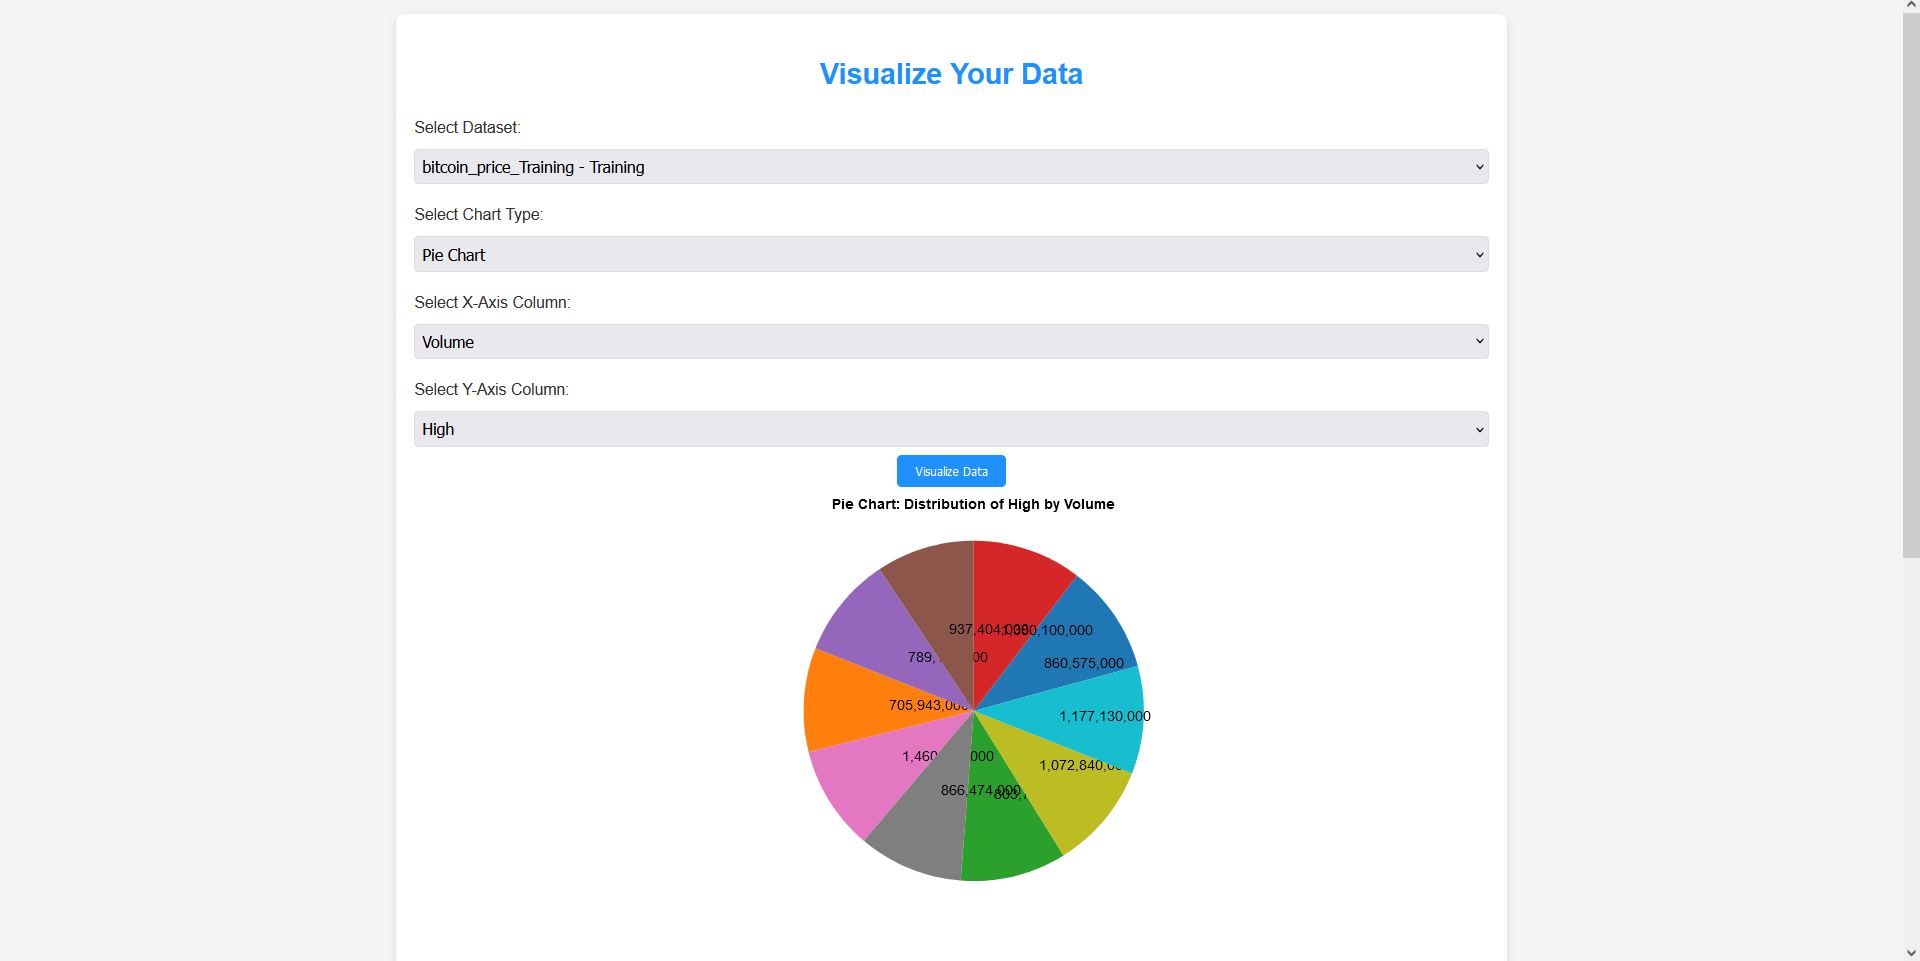 Visualize Your Data
Select Dataset:
bitcoin_price_Training - Training
Select Chart Type:
Pie Chart
Select X-Axis Column:
Volume
Select Y-Axis Column:
High
Visualize Data
Pie Chart: Distribution of High by Volume
860,575,000
1,177,130,000
866,474,000